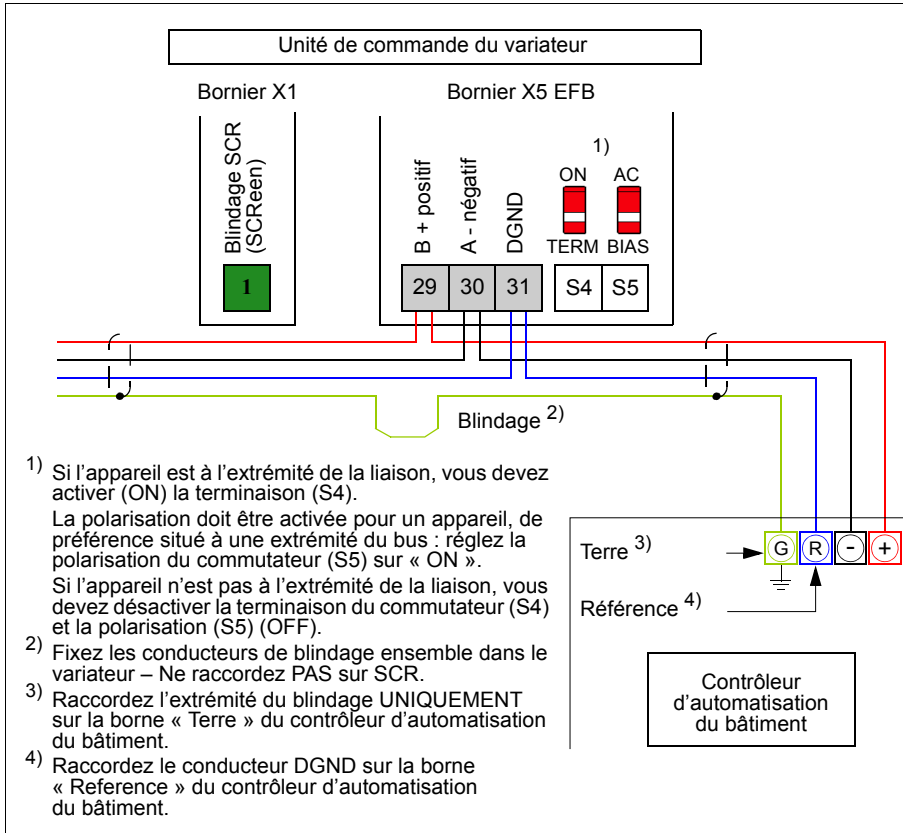 Unité de commande du variateur
Bornier X1
Bornier X5 EFB
Blindage SCR
(SCReen)
1
B + positif
A - négatif
DGND
1)
ON
AC
TERM
BIAS
29
30
31
S4
S5
Blindage 2)
1) Si l'appareil est à l'extrémité de la liaison, vous devez
activer (ON) la terminaison (S4).
La polarisation doit être activée pour un appareil, de
préférence situé à une extrémité du bus : réglez la
polarisation du commutateur (S5) sur « ON ».
Si l'appareil n'est pas à l'extrémité de la liaison, vous
devez désactiver la terminaison du commutateur (S4)
et la polarisation (S5) (OFF).
2) Fixez les conducteurs de blindage ensemble dans le
variateur – Ne raccordez PAS sur SCR.
3) Raccordez l'extrémité du blindage UNIQUEMENT
sur la borne « Terre » du contrôleur d'automatisation
du bâtiment.
4) Raccordez le conducteur DGND sur la borne
« Reference » du contrôleur d'automatisation
du bâtiment.
Terre 3)
G
R
-
+
Référence 4)
Contrôleur
d'automatisation
du bâtiment